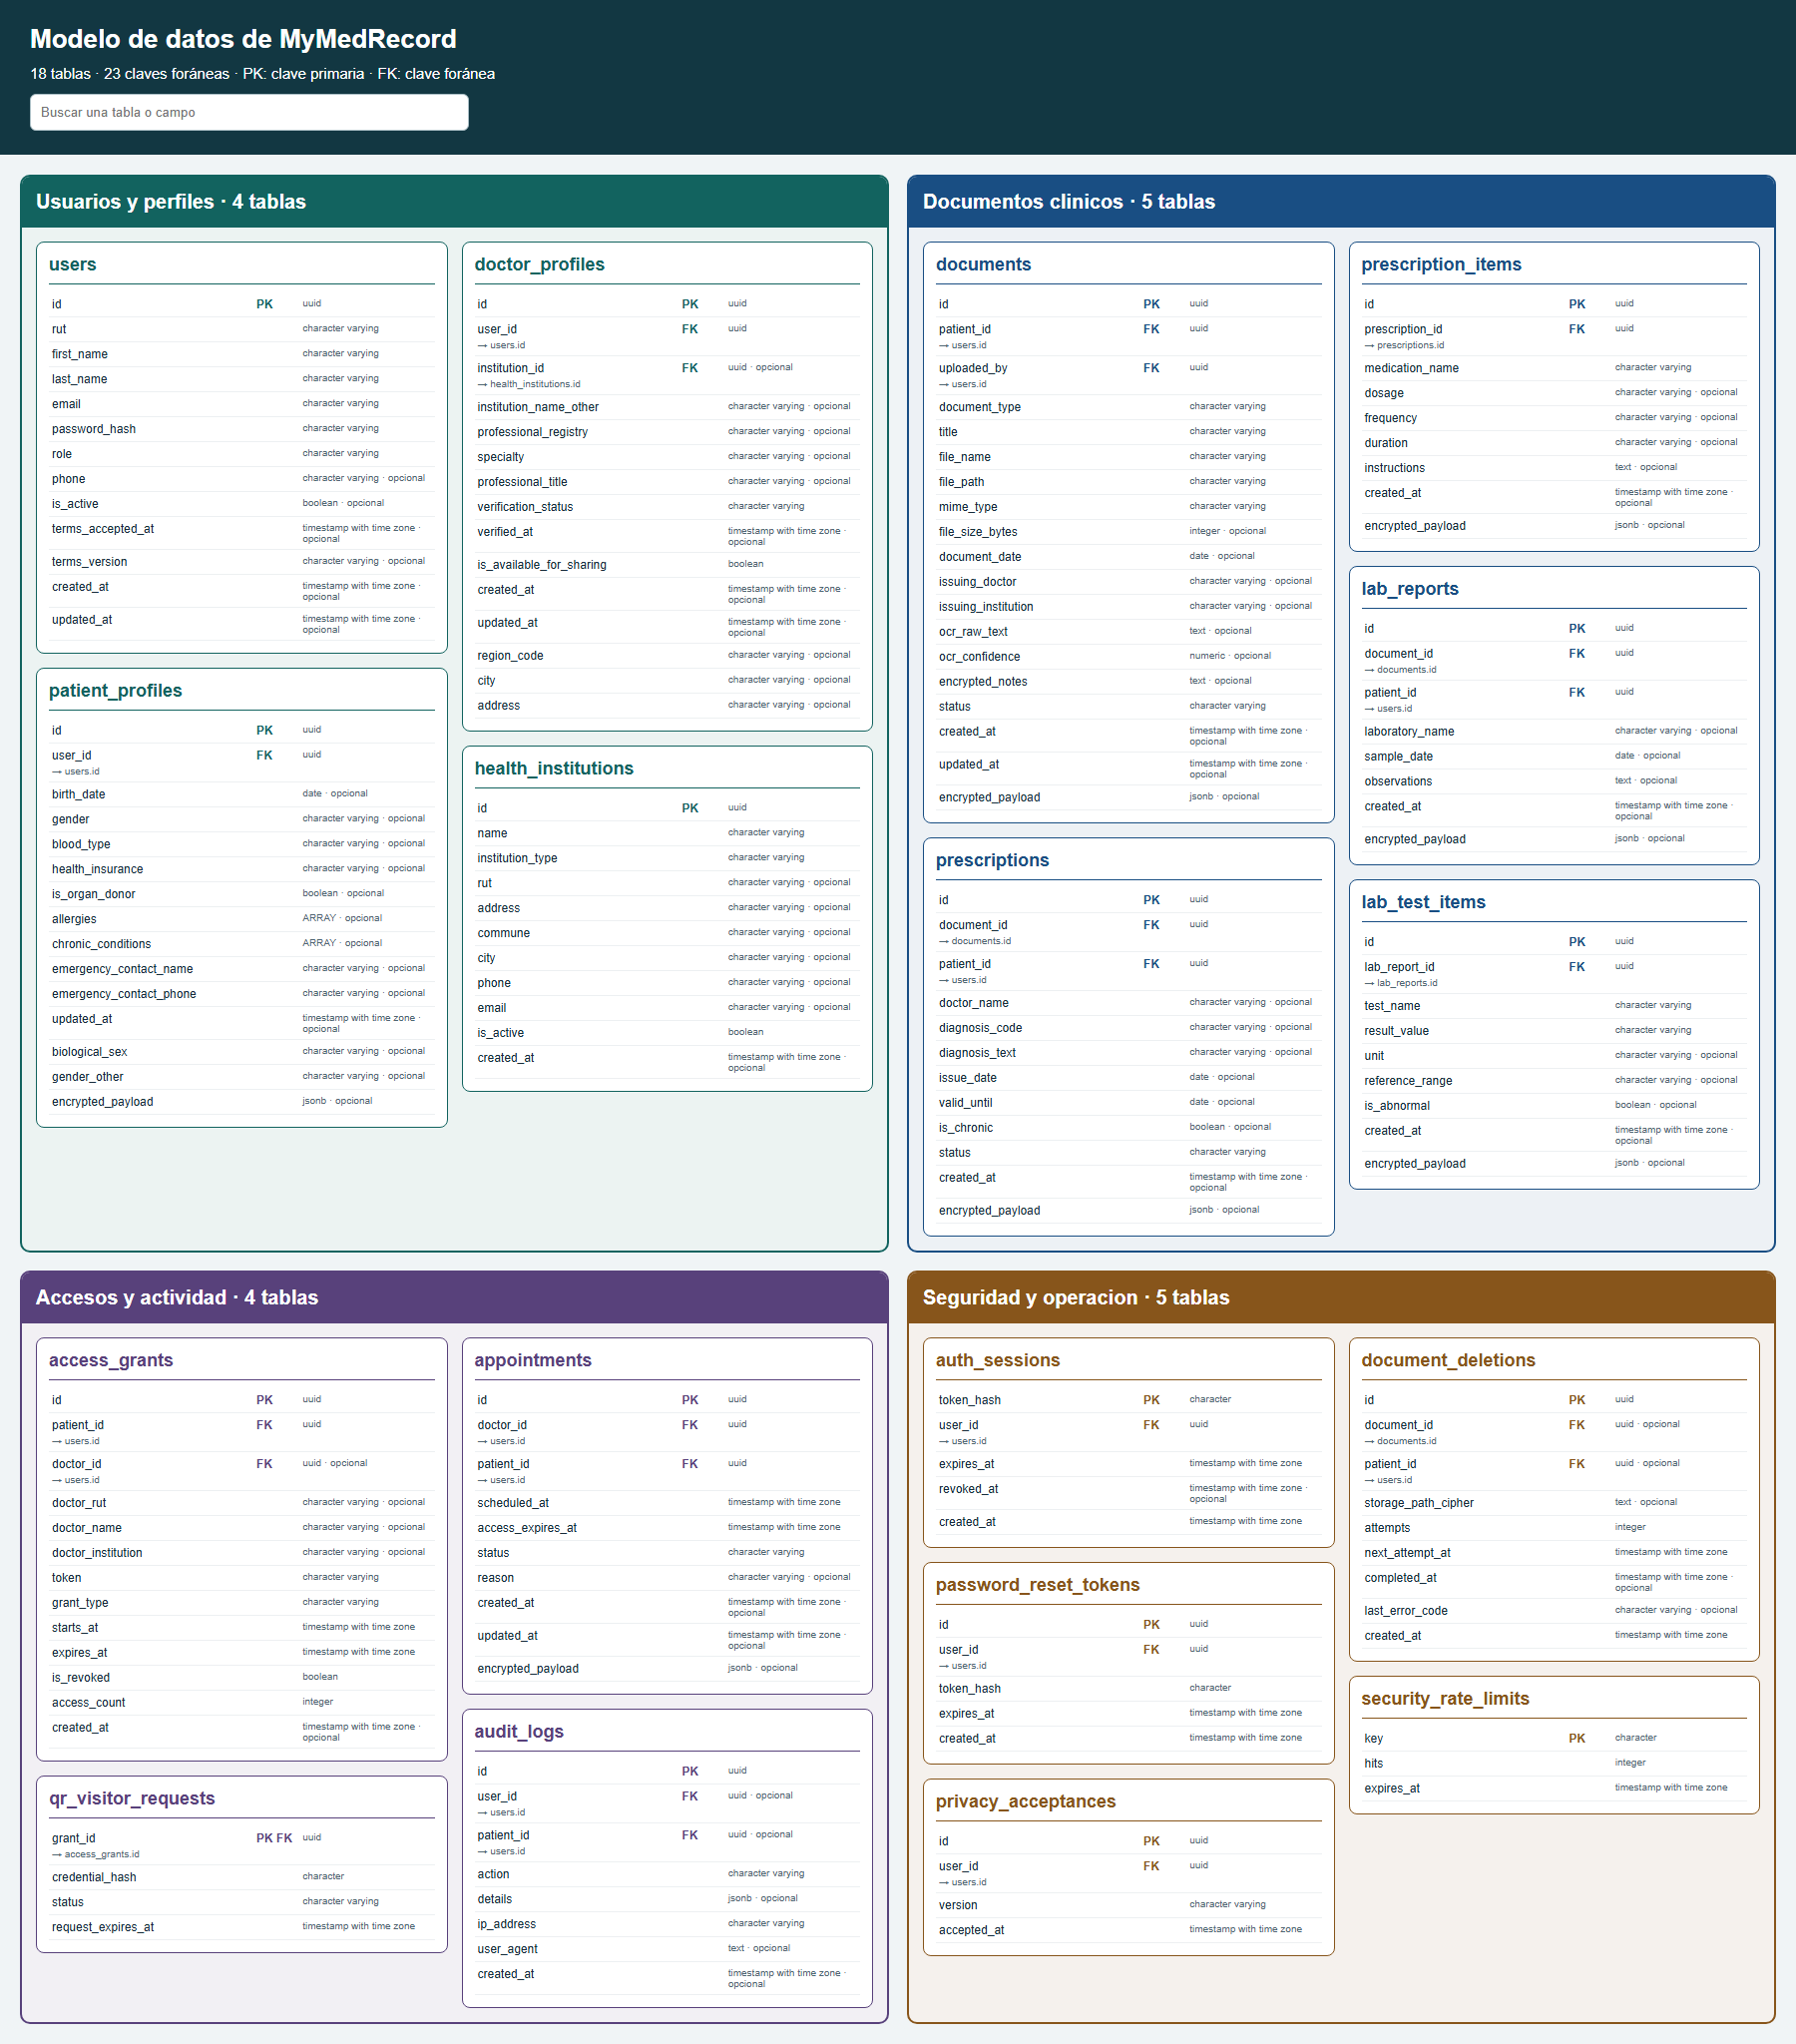 Modelo de datos de MyMedRecord
18 tablas · 23 claves foráneas · PK: clave primaria · FK: clave foránea
Buscar una tabla o campo
Usuarios y perfiles · 4 tablas
users
id PK uuid
rut character varying
first_name character varying
last_name character varying
email character varying
password_hash character varying
role character varying
phone character varying · opcional
is_active boolean · opcional
terms_accepted_at timestamp with time zone ·
opcional
terms_version character varying · opcional
created_at timestamp with time zone ·
opcional
updated_at timestamp with time zone ·
opcional
patient_profiles
id PK uuid
user_id FK uuid
→ users.id
birth_date date · opcional
gender character varying · opcional
blood_type character varying · opcional
health_insurance character varying · opcional
is_organ_donor boolean · opcional
allergies ARRAY · opcional
chronic_conditions ARRAY · opcional
emergency_contact_name character varying · opcional
emergency_contact_phone character varying · opcional
updated_at timestamp with time zone ·
opcional
biological_sex character varying · opcional
gender_other character varying · opcional
encrypted_payload jsonb · opcional
doctor_profiles
id PK uuid
user_id FK uuid
→ users.id
institution_id FK uuid · opcional
→ health_institutions.id
institution_name_other character varying · opcional
professional_registry character varying · opcional
specialty character varying · opcional
professional_title character varying · opcional
verification_status character varying
verified_at timestamp with time zone ·
opcional
is_available_for_sharing boolean
created_at timestamp with time zone ·
opcional
updated_at timestamp with time zone ·
opcional
region_code character varying · opcional
city character varying · opcional
address character varying · opcional
health_institutions
id PK uuid
name character varying
institution_type character varying
rut character varying · opcional
address character varying · opcional
commune character varying · opcional
city character varying · opcional
phone character varying · opcional
email character varying · opcional
is_active boolean
created_at timestamp with time zone ·
opcional
Documentos clinicos · 5 tablas
documents
id PK uuid
patient_id FK uuid
→ users.id
uploaded_by FK uuid
→ users.id
document_type character varying
title character varying
file_name character varying
file_path character varying
mime_type character varying
file_size_bytes integer · opcional
document_date date · opcional
issuing_doctor character varying · opcional
issuing_institution character varying · opcional
ocr_raw_text text · opcional
ocr_confidence numeric · opcional
encrypted_notes text · opcional
status character varying
created_at timestamp with time zone ·
opcional
updated_at timestamp with time zone ·
opcional
encrypted_payload jsonb · opcional
prescriptions
id PK uuid
document_id FK uuid
→ documents.id
patient_id FK uuid
→ users.id
doctor_name character varying · opcional
diagnosis_code character varying · opcional
diagnosis_text character varying · opcional
issue_date date · opcional
valid_until date · opcional
is_chronic boolean · opcional
status character varying
created_at timestamp with time zone ·
opcional
encrypted_payload jsonb · opcional
prescription_items
id PK uuid
prescription_id FK uuid
→ prescriptions.id
medication_name character varying
dosage character varying · opcional
frequency character varying · opcional
duration character varying · opcional
instructions text · opcional
created_at timestamp with time zone ·
opcional
encrypted_payload jsonb · opcional
lab_reports
id PK uuid
document_id FK uuid
→ documents.id
patient_id FK uuid
→ users.id
laboratory_name character varying · opcional
sample_date date · opcional
observations text · opcional
created_at timestamp with time zone ·
opcional
encrypted_payload jsonb · opcional
lab_test_items
id PK uuid
lab_report_id FK uuid
→ lab_reports.id
test_name character varying
result_value character varying
unit character varying · opcional
reference_range character varying · opcional
is_abnormal boolean · opcional
created_at timestamp with time zone ·
opcional
encrypted_payload jsonb · opcional
Accesos y actividad · 4 tablas
access_grants
id PK uuid
patient_id FK uuid
→ users.id
doctor_id FK uuid · opcional
→ users.id
doctor_rut character varying · opcional
doctor_name character varying · opcional
doctor_institution character varying · opcional
token character varying
grant_type character varying
starts_at timestamp with time zone
expires_at timestamp with time zone
is_revoked boolean
access_count integer
created_at timestamp with time zone ·
opcional
qr_visitor_requests
grant_id PK FK uuid
→ access_grants.id
credential_hash character
status character varying
request_expires_at timestamp with time zone
appointments
id PK uuid
doctor_id FK uuid
→ users.id
patient_id FK uuid
→ users.id
scheduled_at timestamp with time zone
access_expires_at timestamp with time zone
status character varying
reason character varying · opcional
created_at timestamp with time zone ·
opcional
updated_at timestamp with time zone ·
opcional
encrypted_payload jsonb · opcional
audit_logs
id PK uuid
user_id FK uuid · opcional
→ users.id
patient_id FK uuid · opcional
→ users.id
action character varying
details jsonb · opcional
ip_address character varying
user_agent text · opcional
created_at timestamp with time zone ·
opcional
Seguridad y operacion · 5 tablas
auth_sessions
token_hash PK character
user_id FK uuid
→ users.id
expires_at timestamp with time zone
revoked_at timestamp with time zone ·
opcional
created_at timestamp with time zone
password_reset_tokens
id PK uuid
user_id FK uuid
→ users.id
token_hash character
expires_at timestamp with time zone
created_at timestamp with time zone
privacy_acceptances
id PK uuid
user_id FK uuid
→ users.id
version character varying
accepted_at timestamp with time zone
document_deletions
id PK uuid
document_id FK uuid · opcional
→ documents.id
patient_id FK uuid · opcional
→ users.id
storage_path_cipher text · opcional
attempts integer
next_attempt_at timestamp with time zone
completed_at timestamp with time zone ·
opcional
last_error_code character varying · opcional
created_at timestamp with time zone
security_rate_limits
key PK character
hits integer
expires_at timestamp with time zone